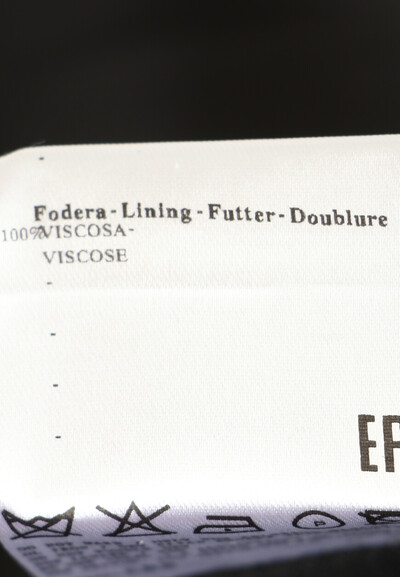 Fodera-Lining-Futter-Doublure
100%VISCOSA-
VISCOSE
-
-
-
-
P